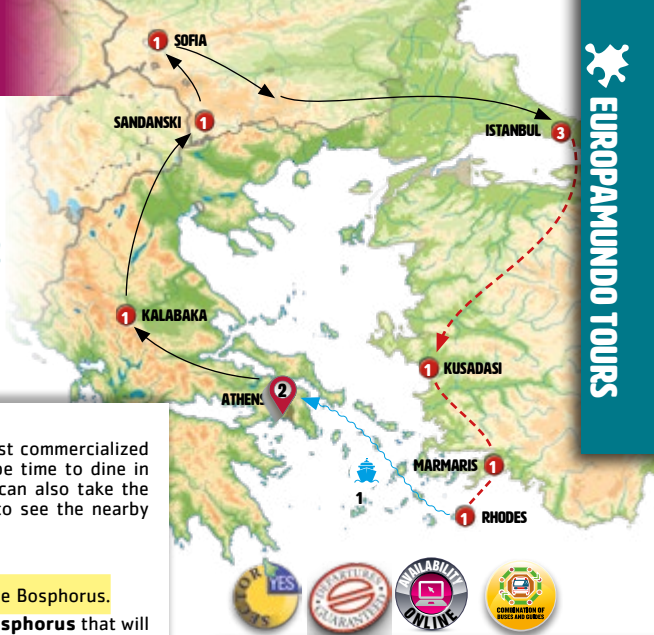 1 SOFIA
SANDANSKI 1
ISTANBUL 3
1 KALABAKA
1 KUSADASI
ATHENS 2
MARMARIS 1
1
1 RHODES
EUROPAMUNDO TOURS
st commercialized
be time to dine in
can also take the
to see the nearby
e Bosphorus.
sphorus that will
SECTOR YES
DEPARTURES GUARANTEED
AVAILABILITY ONLINE
COMBINATION OF
BUSES AND GUIDES